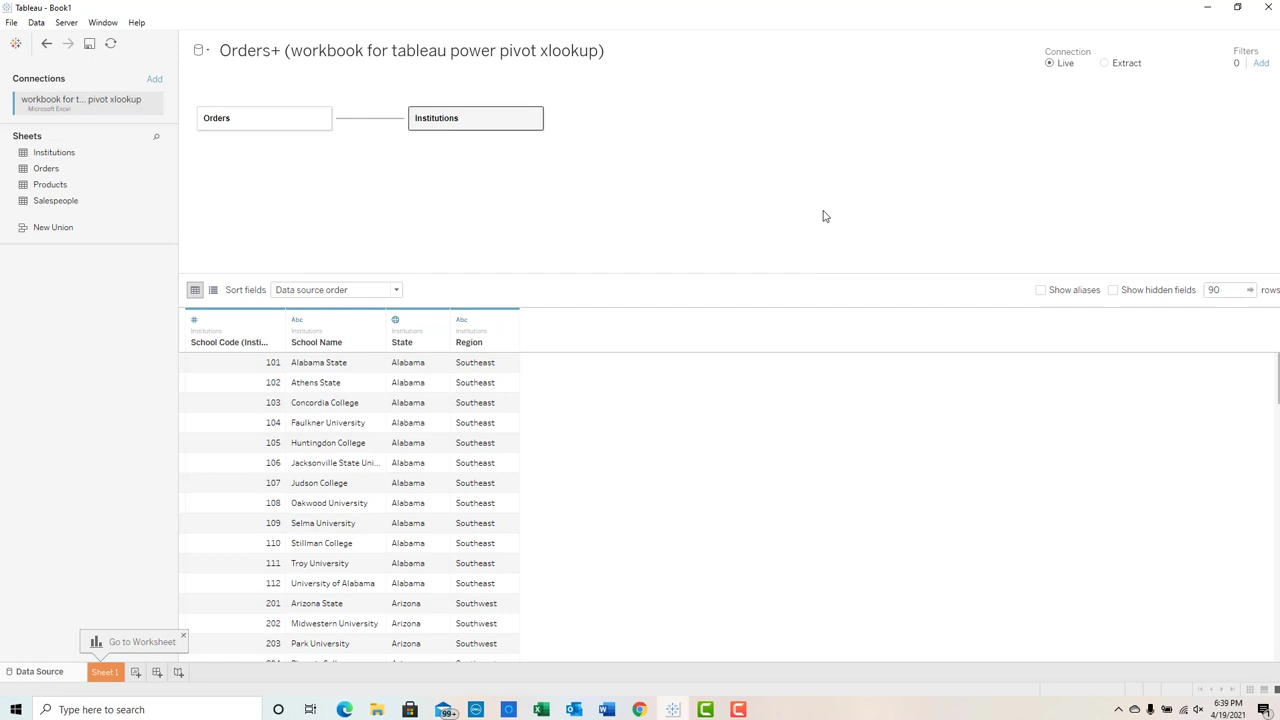 Tableau - Book1
File Data Server Window Help
Connections Add
workbook for t... pivot xlookup
Microsoft Excel
Sheets
Institutions
Orders
Products
Salespeople
New Union
Orders+ (workbook for tableau power pivot xlookup)
Connection
Live Extract
Filters
0 | Add
Orders Institutions
Sort fields Data source order Show aliases Show hidden fields 90 rows
# Abc Abc
Institutions Institutions Institutions Institutions
School Code (Insti... School Name State Region
101 Alabama State Alabama Southeast
102 Athens State Alabama Southeast
103 Concordia College Alabama Southeast
104 Faulkner University Alabama Southeast
105 Huntingdon College Alabama Southeast
106 Jacksonville State Uni... Alabama Southeast
107 Judson College Alabama Southeast
108 Oakwood University Alabama Southeast
109 Selma University Alabama Southeast
110 Stillman College Alabama Southeast
111 Troy University Alabama Southeast
112 University of Alabama Alabama Southeast
201 Arizona State Arizona Southwest
202 Midwestern University Arizona Southwest
203 Park University Arizona Southwest
Go to Worksheet
Data Source Sheet 1
Type here to search
99+
6:39 PM
4/19/2021